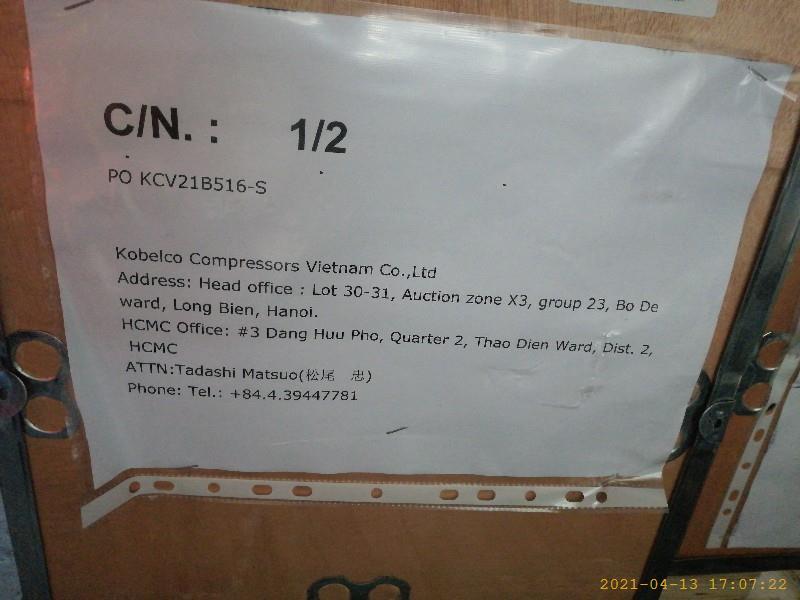 C/N. : 1/2
PO KCV21B516-S
Kobelco Compressors Vietnam Co.,Ltd
Address: Head office : Lot 30-31, Auction zone X3, group 23, Bo De
ward, Long Bien, Hanoi.
HCMC Office: #3 Dang Huu Pho, Quarter 2, Thao Dien Ward, Dist. 2,
HCMC
ATTN:Tadashi Matsuo(松尾　忠)
Phone: Tel.: +84.4.39447781
2021-04-13 17:07:22